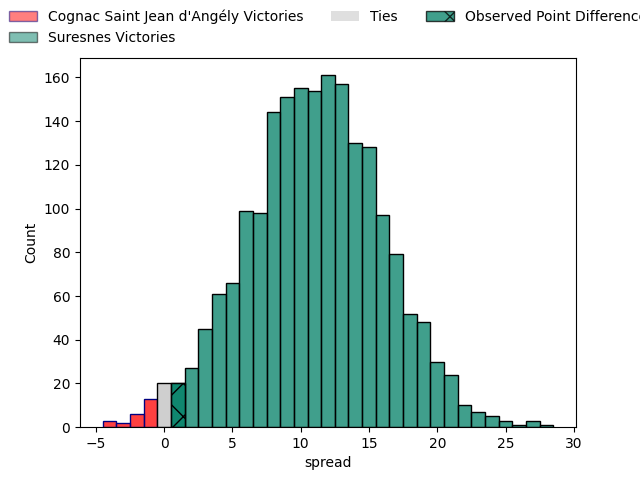 Cognac Saint Jean d'Angély Victories
Suresnes Victories
Ties
Observed Point Difference
Count
160
140
120
100
80
60
40
20
0
−5 0 5 10 15 20 25 30
spread